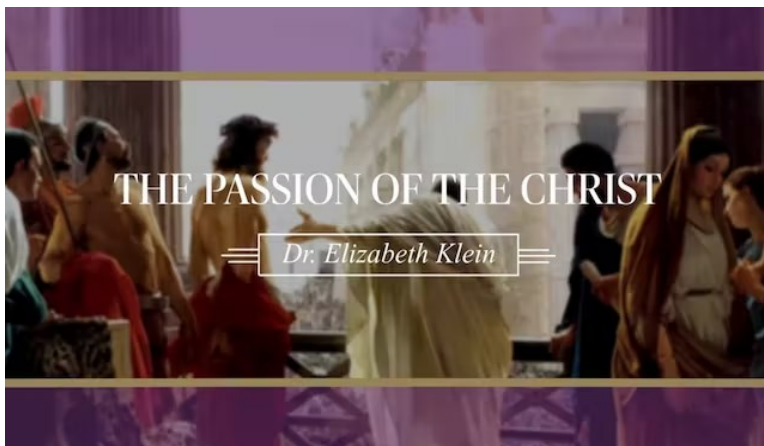 THE PASSION OF THE CHRIST
Dr. Elizabeth Klein